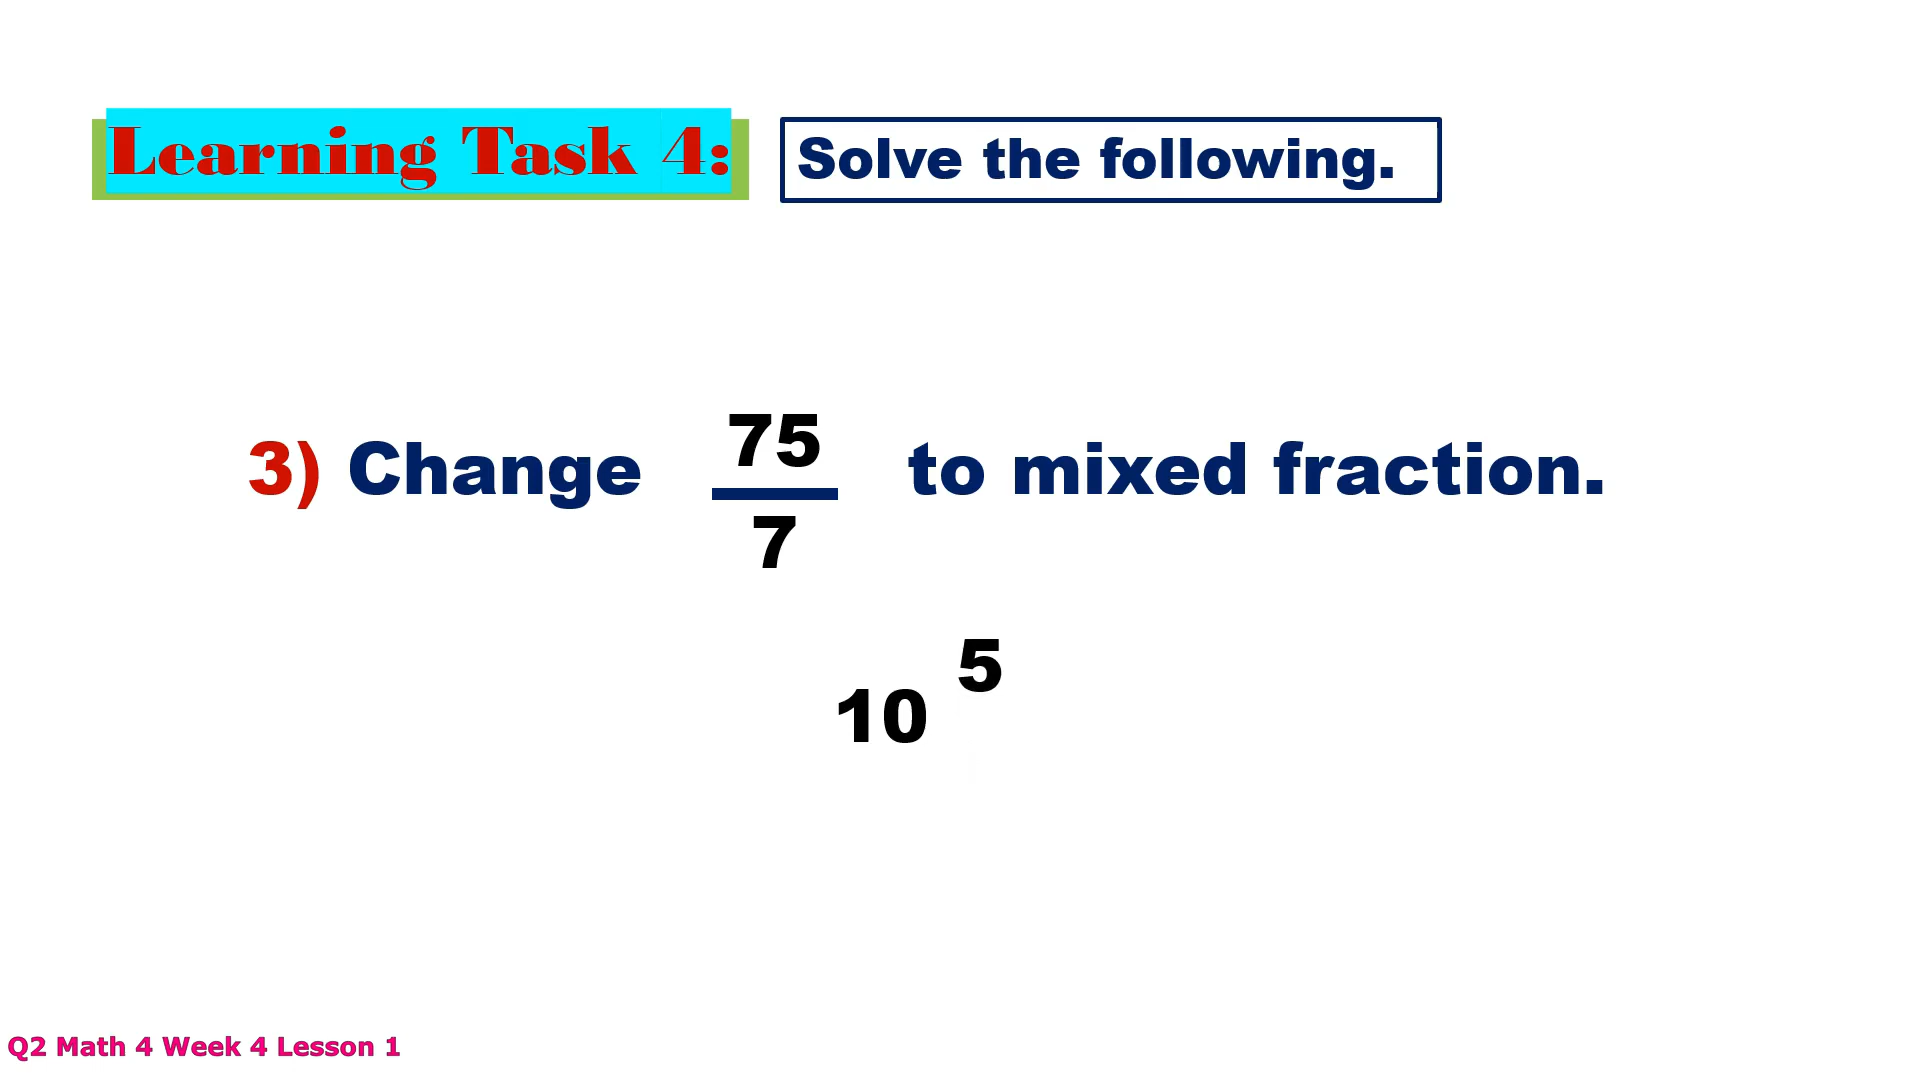 Learning Task 4: Solve the following.
3) Change 75/7 to mixed fraction.
10 5
Q2 Math 4 Week 4 Lesson 1